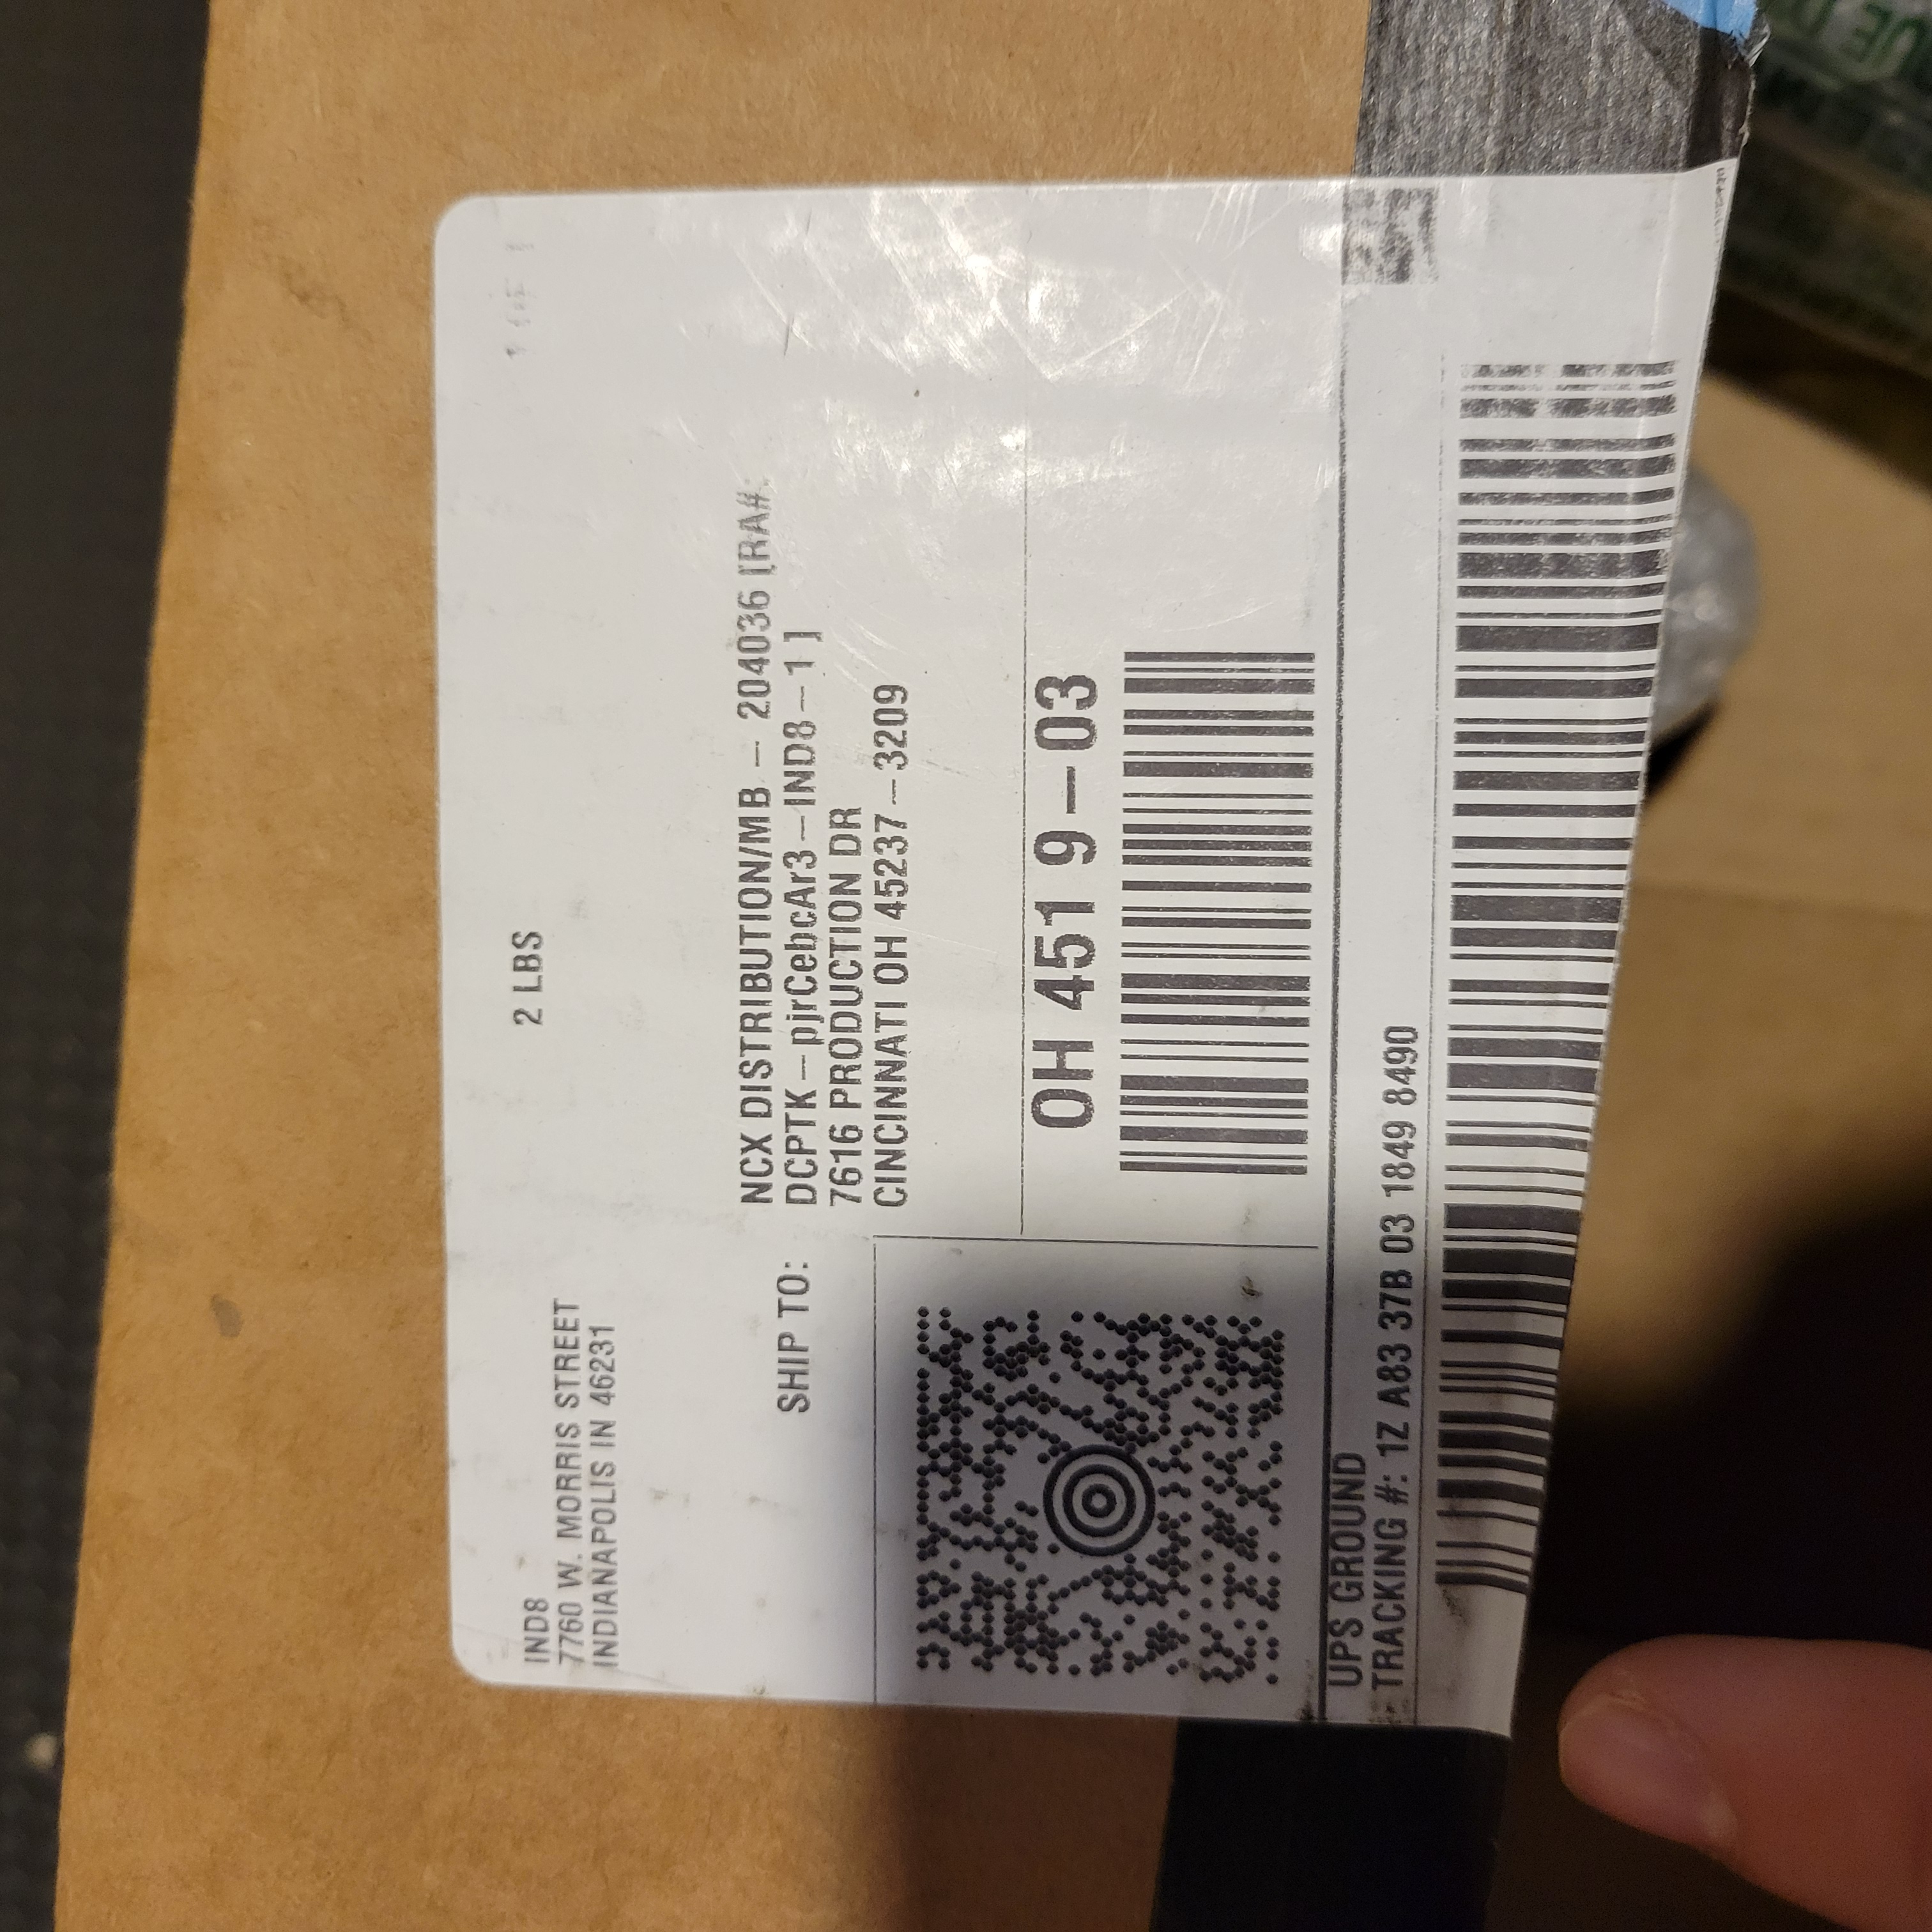 IND8
7760 W. MORRIS STREET
INDIANAPOLIS IN 46231
2 LBS
1 OF 1
SHIP TO:
NCX DISTRIBUTION/MB - 204036 [RA#:
DCPTK-pjrCebcAr3-IND8-1]
7616 PRODUCTION DR
CINCINNATI OH 45237-3209
OH 451 9-03
UPS GROUND
TRACKING #: 1Z A83 37B 03 1849 8490